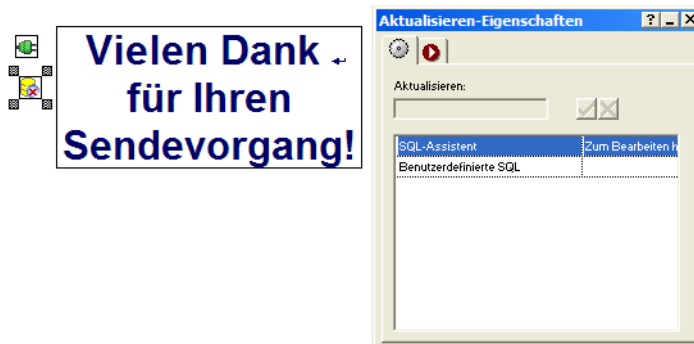 Vielen Dank
für Ihren
Sendevorgang!
Aktualisieren-Eigenschaften
Aktualisieren:
SQL-Assistent Zum Bearbeiten h
Benutzerdefinierte SQL